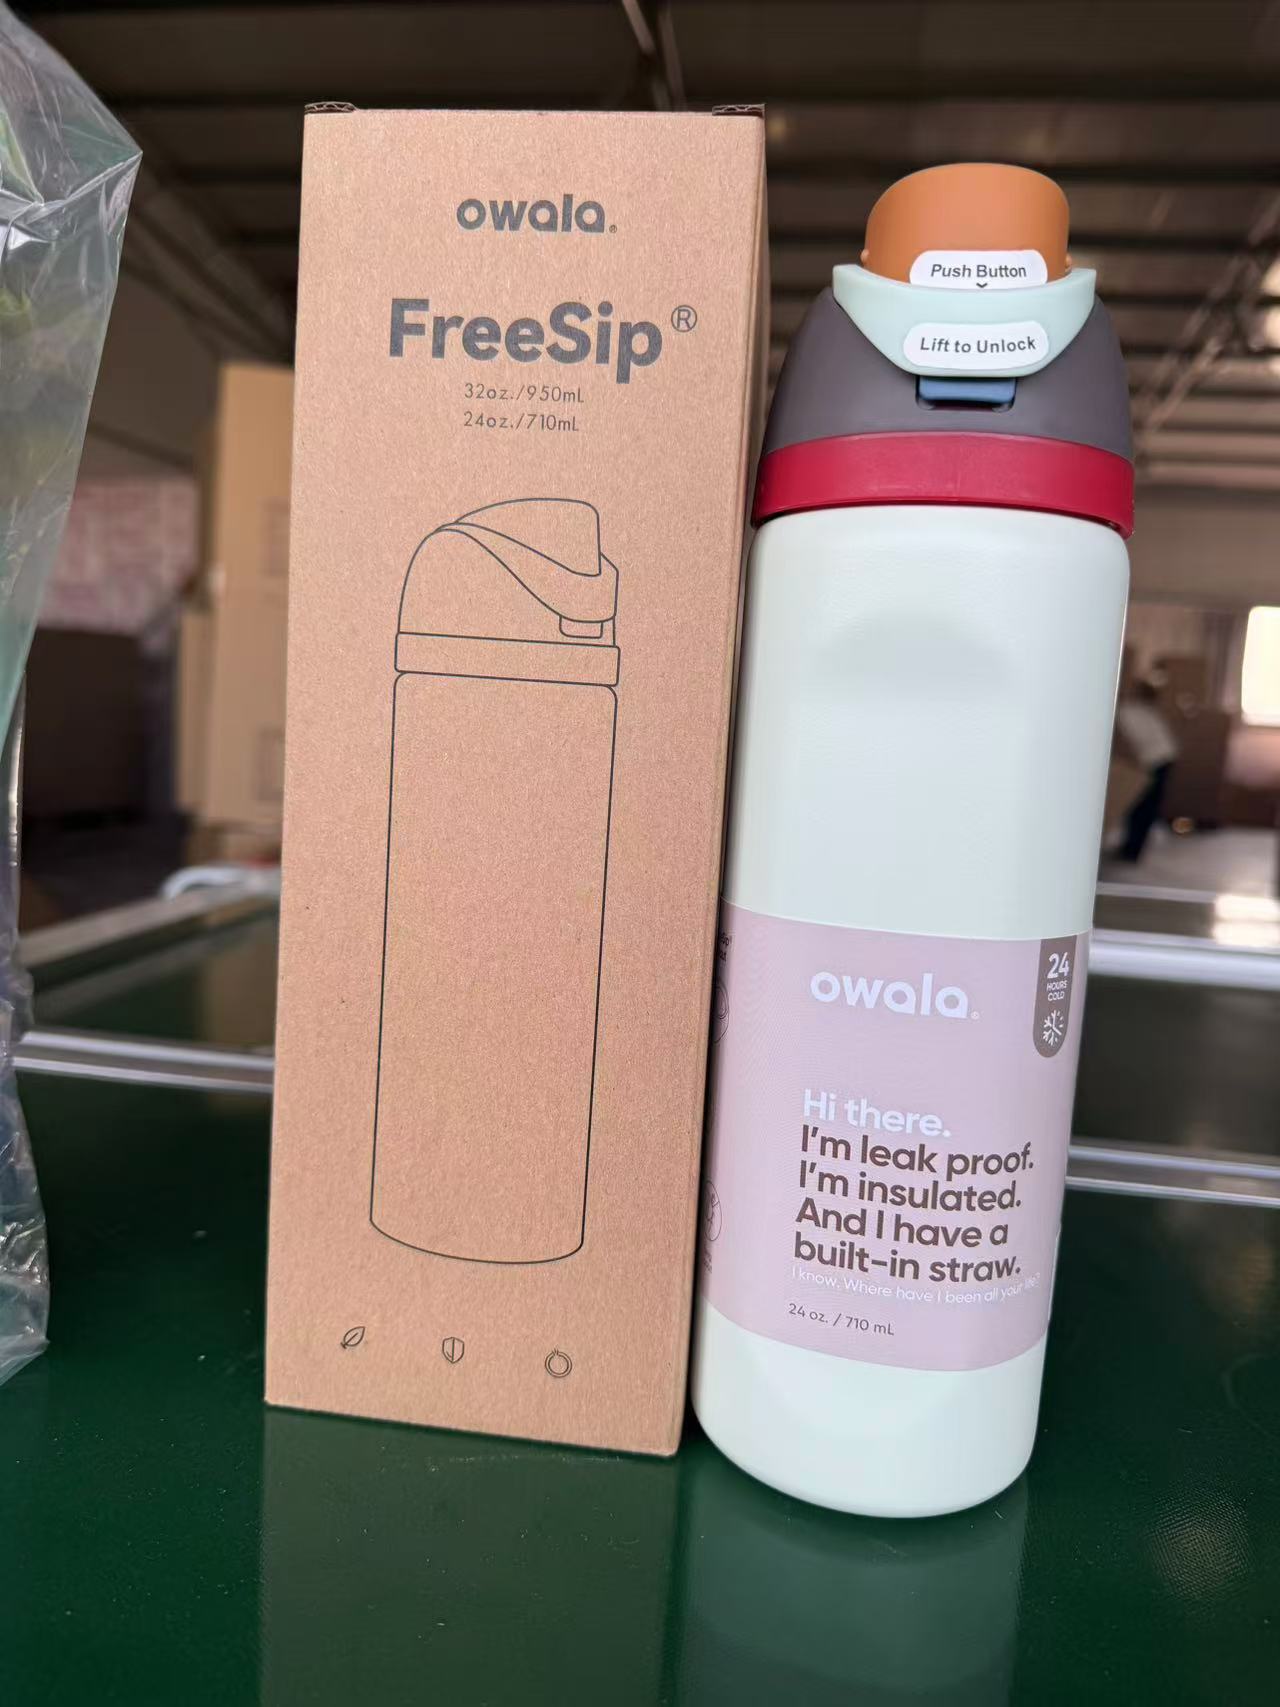 owala®
FreeSip®
32oz./950mL
24oz./710mL
Push Button
Lift to Unlock
owala®
24
HOURS
COLD
Hi there.
I'm leak proof.
I'm insulated.
And I have a
built-in straw.
I know. Where have I been all your life?
24 oz. / 710 mL